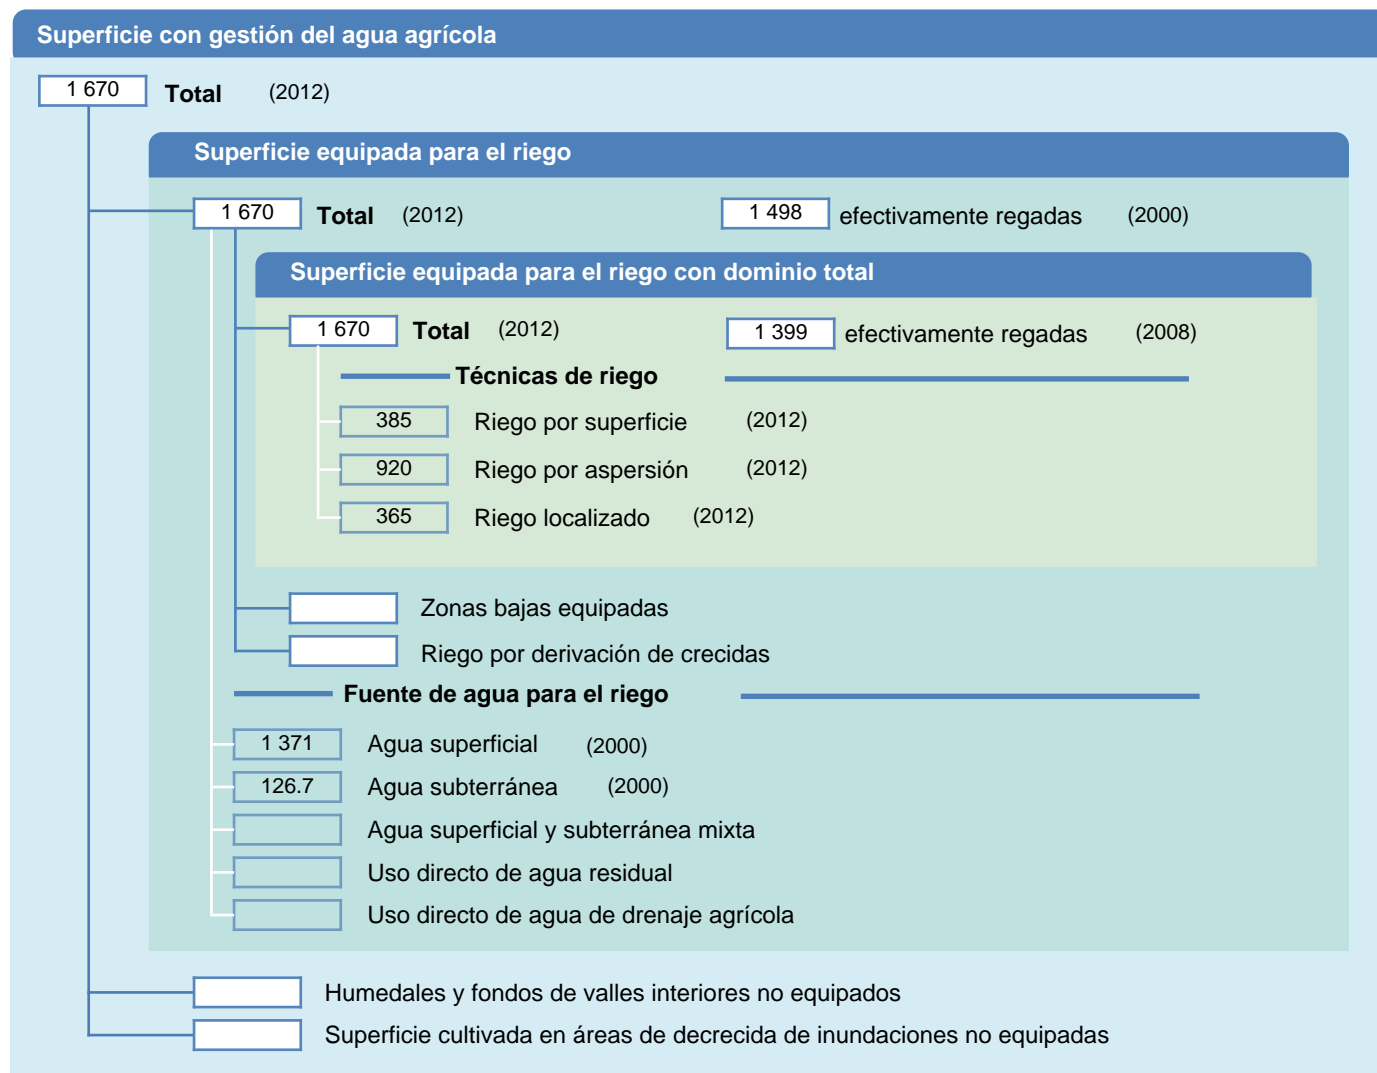 Superficie con gestión del agua agrícola
1 670 Total (2012)
Superficie equipada para el riego
1 670 Total (2012) 1 498 efectivamente regadas (2000)
Superficie equipada para el riego con dominio total
1 670 Total (2012) 1 399 efectivamente regadas (2008)
Técnicas de riego
385 Riego por superficie (2012)
920 Riego por aspersión (2012)
365 Riego localizado (2012)
Zonas bajas equipadas
Riego por derivación de crecidas
Fuente de agua para el riego
1 371 Agua superficial (2000)
126.7 Agua subterránea (2000)
Agua superficial y subterránea mixta
Uso directo de agua residual
Uso directo de agua de drenaje agrícola
Humedales y fondos de valles interiores no equipados
Superficie cultivada en áreas de decrecida de inundaciones no equipadas